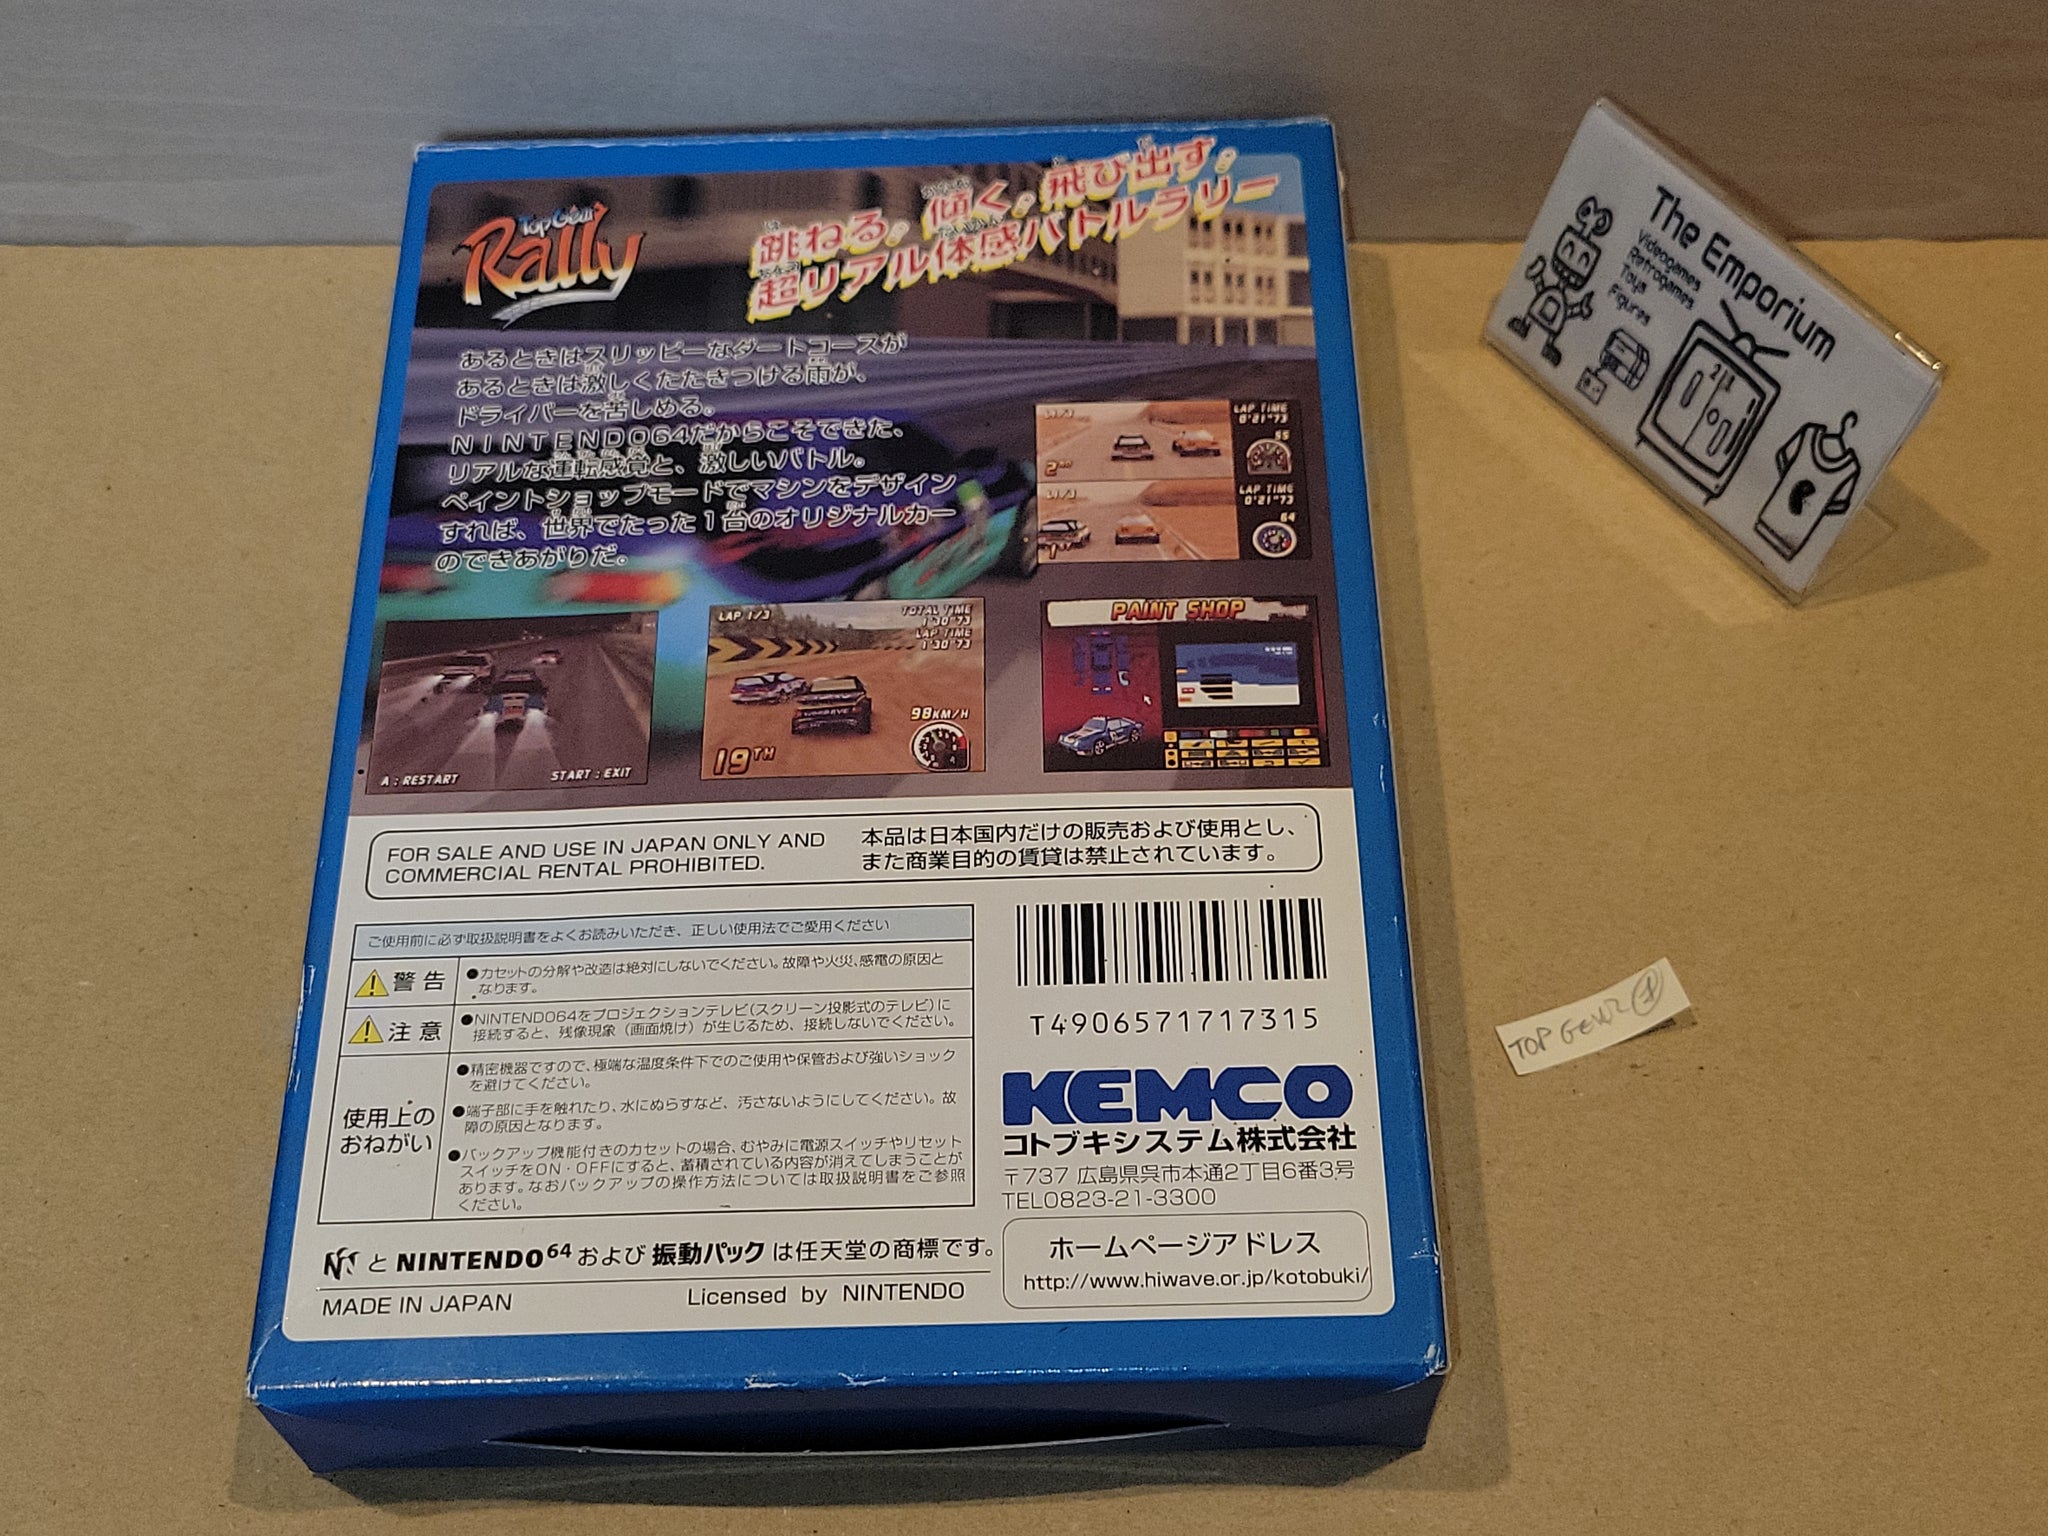 Top Gear
Rally
跳ねる。傾く。飛び出す。
超リアル体感バトルラリー
あるときはスリッピーなダートコースが
あるときは激しくたたきつける雨が、
ドライバーを苦しめる。
NINTENDO64だからこそできた、
リアルな運転感覚と、激しいバトル。
ペイントショップモードでマシンをデザイン
すれば、世界でたった1台のオリジナルカー
のできあがりだ。
L1/3
LAP TIME
0'21"73
55
2ND
L1/3
LAP TIME
0'21"73
64
1
A : RESTART
START : EXIT
LAP 1/3
TOTAL TIME
1'30"73
LAP TIME
1'30"73
98KM/H
19TH
PAINT SHOP
FOR SALE AND USE IN JAPAN ONLY AND
COMMERCIAL RENTAL PROHIBITED.
本品は日本国内だけの販売および使用とし、
また商業目的の賃貸は禁止されています。
ご使用前に必ず取扱説明書をよくお読みいただき、正しい使用法でご愛用ください
警告
●カセットの分解や改造は絶対にしないでください。故障や火災、感電の原因と
なります。
注意
●NINTENDO64をプロジェクションテレビ(スクリーン投影式のテレビ)に
接続すると、残像現象(画面焼け)が生じるため、接続しないでください。
使用上の
おねがい
●精密機器ですので、極端な温度条件下でのご使用や保管および強いショック
を避けてください。
●端子部に手を触れたり、水にぬらすなど、汚さないようにしてください。故
障の原因となります。
●バックアップ機能付きのカセットの場合、むやみに電源スイッチやリセット
スイッチをON・OFFにすると、蓄積されている内容が消えてしまうことが
あります。なおバックアップの操作方法については取扱説明書をご参照
ください。
T4906571717315
KEMCO
コトブキシステム株式会社
〒737 広島県呉市本通2丁目6番3号
TEL0823-21-3300
ホームページアドレス
http://www.hiwave.or.jp/kotobuki/
と NINTENDO64 および 振動パック は任天堂の商標です。
MADE IN JAPAN
Licensed by NINTENDO
The Emporium
Videogames
Retrogames
Toys
Figures
TOP GEAR